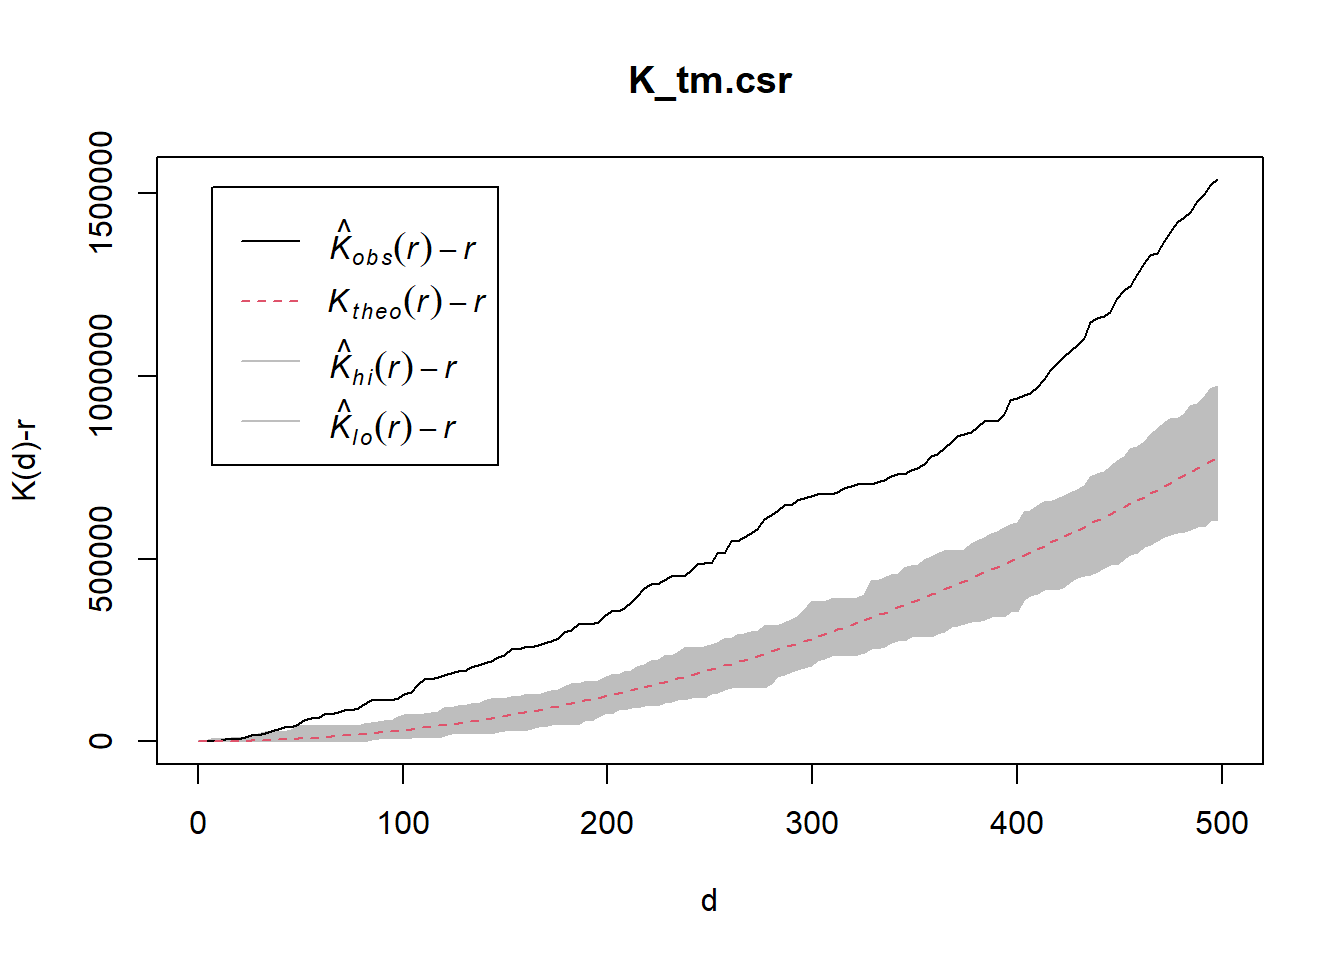 K_tm.csr
K̂obs(r) – r
Ktheo(r) – r
K̂hi(r) – r
K̂lo(r) – r
K(d)-r
1500000
1000000
500000
0
0 100 200 300 400 500
d